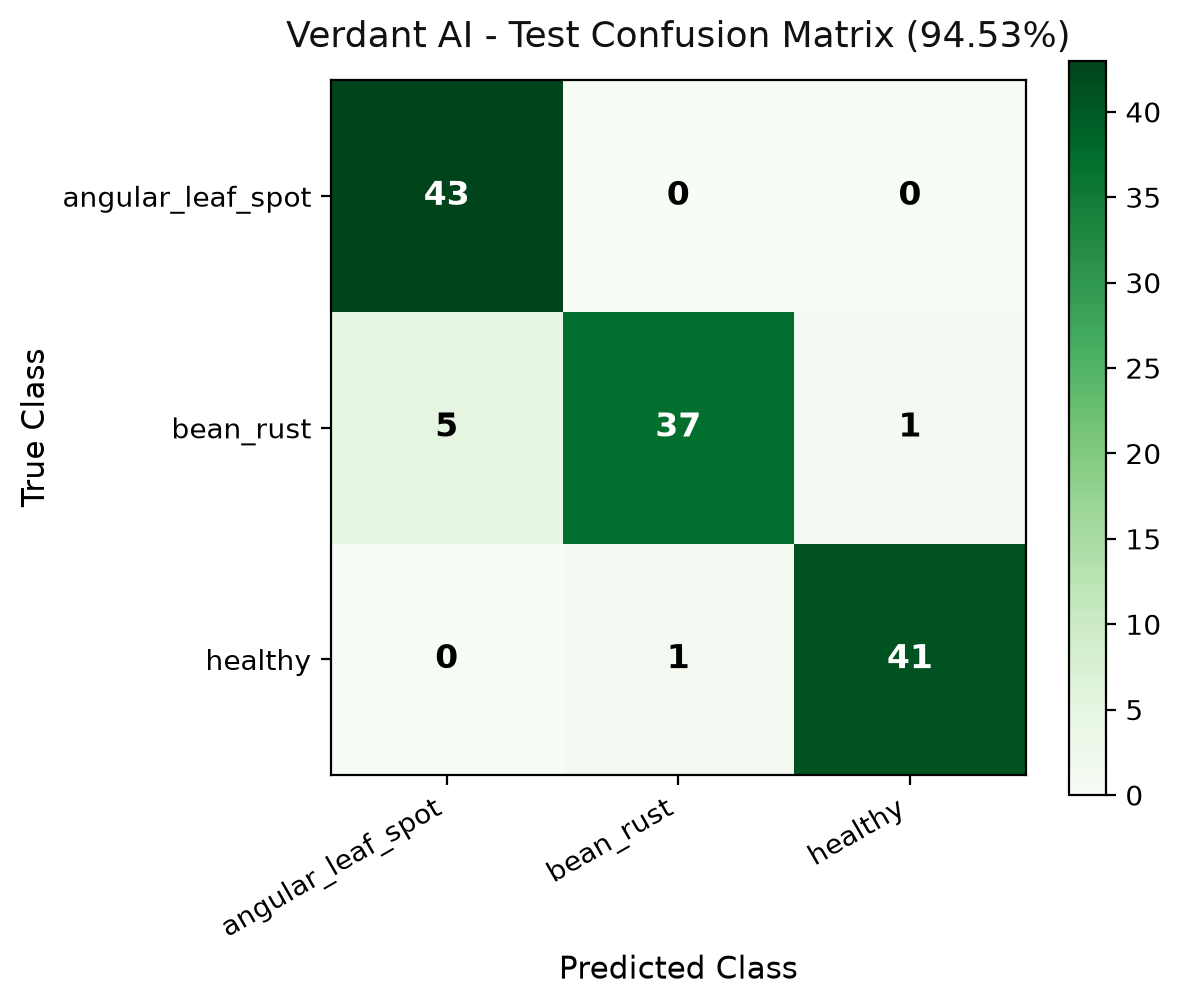 Verdant AI - Test Confusion Matrix (94.53%)
angular_leaf_spot
43
0
0
bean_rust
5
37
1
healthy
0
1
41
True Class
angular_leaf_spot
bean_rust
healthy
Predicted Class
40
35
30
25
20
15
10
5
0